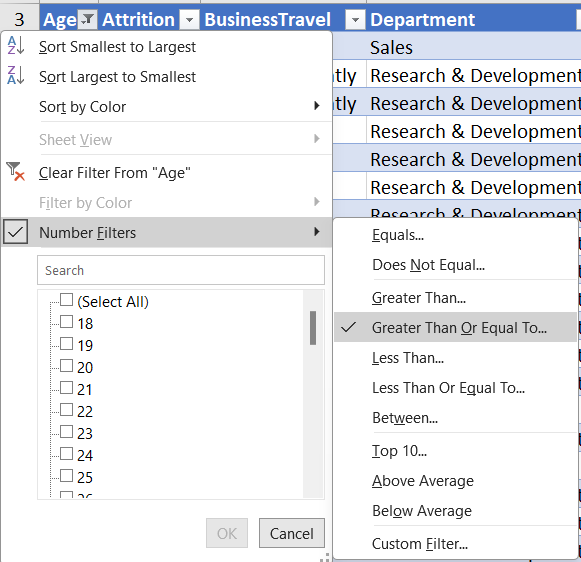 3 Age Attrition BusinessTravel Department
Sort Smallest to Largest
Sort Largest to Smallest
Sort by Color
Sheet View
Clear Filter From "Age"
Filter by Color
Number Filters
Search
(Select All)
18
19
20
21
22
23
24
25
26
OK Cancel
Sales
ntly Research & Development
ntly Research & Development
Research & Development
Research & Development
Research & Development
Research & Development
Equals...
Does Not Equal...
Greater Than...
Greater Than Or Equal To...
Less Than...
Less Than Or Equal To...
Between...
Top 10...
Above Average
Below Average
Custom Filter...